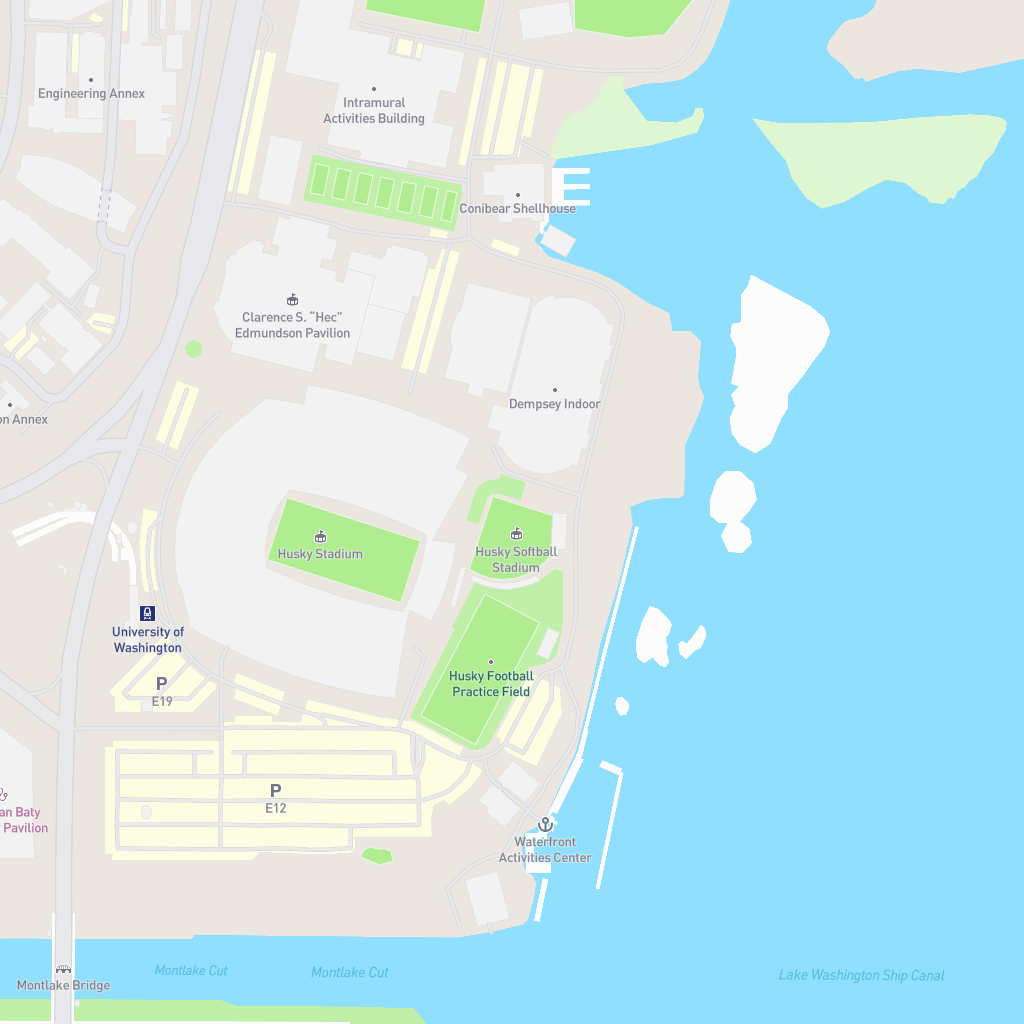 Engineering Annex
Intramural
Activities Building
Conibear Shellhouse
Clarence S. “Hec”
Edmundson Pavilion
Dempsey Indoor
on Annex
Husky Stadium
Husky Softball
Stadium
University of
Washington
Husky Football
Practice Field
P
E19
P
E12
an Baty
Pavilion
Waterfront
Activities Center
Montlake Cut
Montlake Cut
Lake Washington Ship Canal
Montlake Bridge